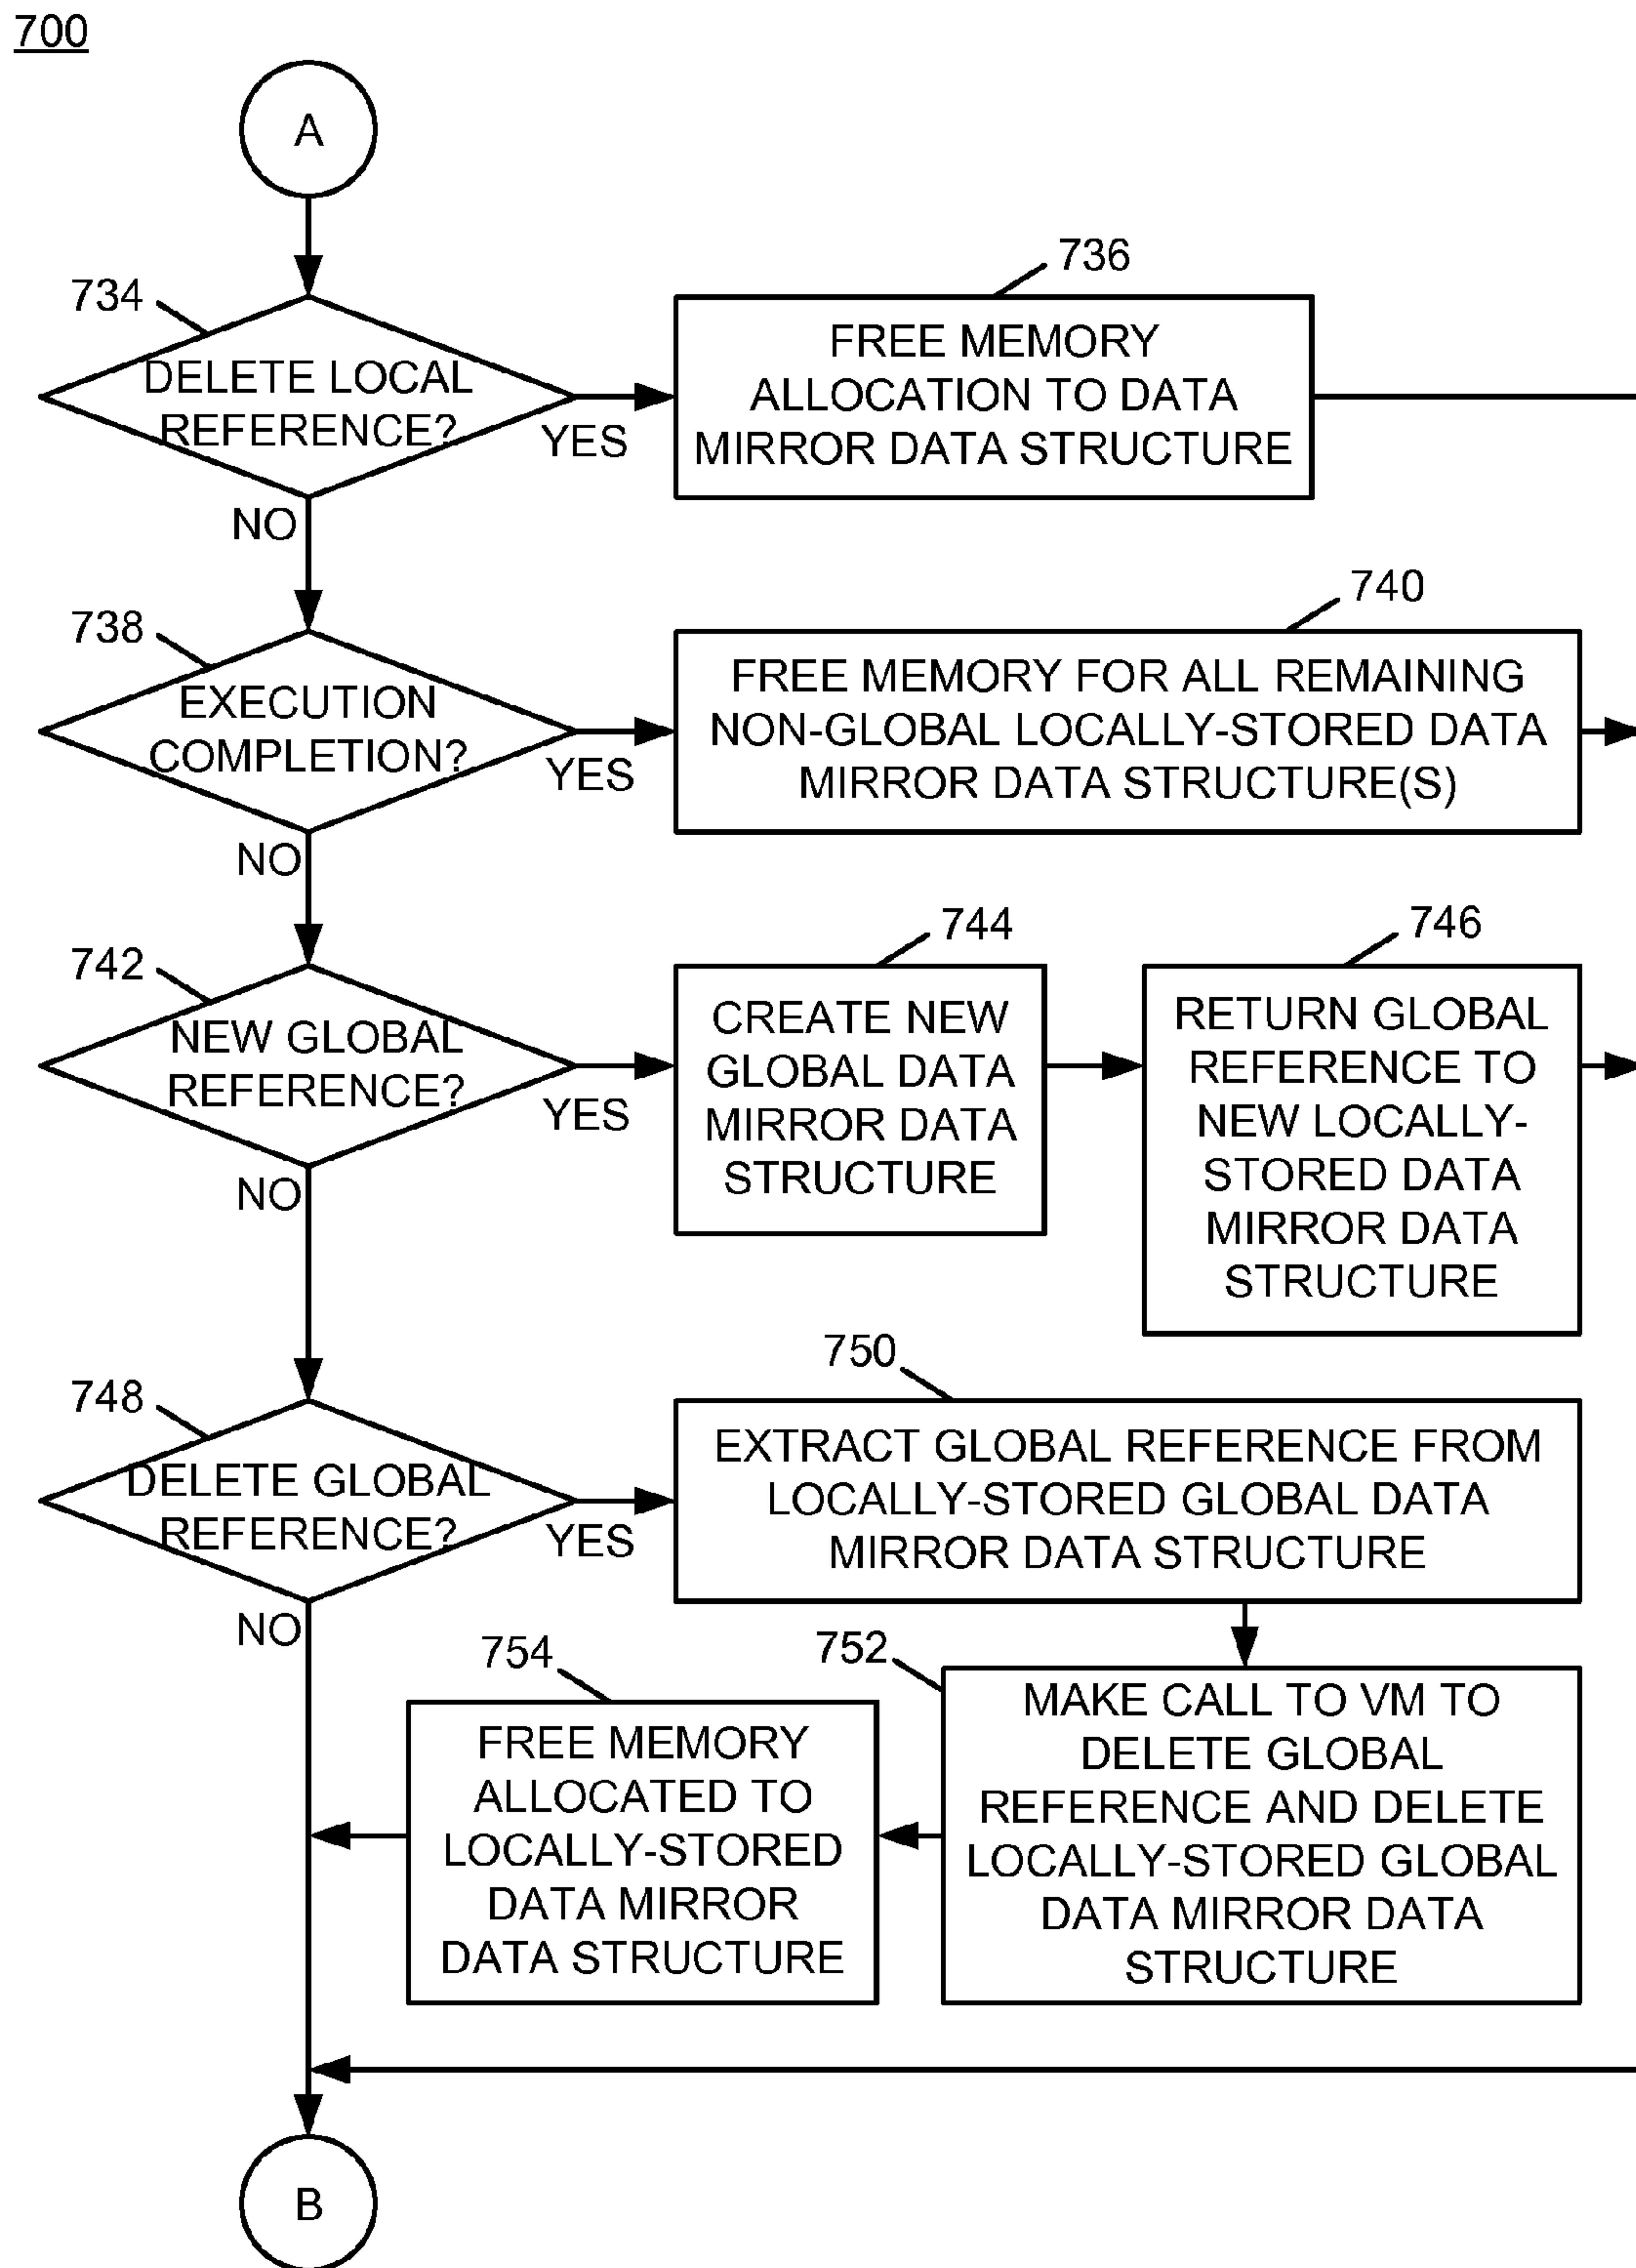 700
A
734
DELETE LOCAL
REFERENCE?
YES
NO
736
FREE MEMORY
ALLOCATION TO DATA
MIRROR DATA STRUCTURE
738
EXECUTION
COMPLETION?
YES
NO
740
FREE MEMORY FOR ALL REMAINING
NON-GLOBAL LOCALLY-STORED DATA
MIRROR DATA STRUCTURE(S)
742
NEW GLOBAL
REFERENCE?
YES
NO
744
CREATE NEW
GLOBAL DATA
MIRROR DATA
STRUCTURE
746
RETURN GLOBAL
REFERENCE TO
NEW LOCALLY-
STORED DATA
MIRROR DATA
STRUCTURE
748
DELETE GLOBAL
REFERENCE?
YES
NO
750
EXTRACT GLOBAL REFERENCE FROM
LOCALLY-STORED GLOBAL DATA
MIRROR DATA STRUCTURE
752
MAKE CALL TO VM TO
DELETE GLOBAL
REFERENCE AND DELETE
LOCALLY-STORED GLOBAL
DATA MIRROR DATA
STRUCTURE
754
FREE MEMORY
ALLOCATED TO
LOCALLY-STORED
DATA MIRROR
DATA STRUCTURE
B